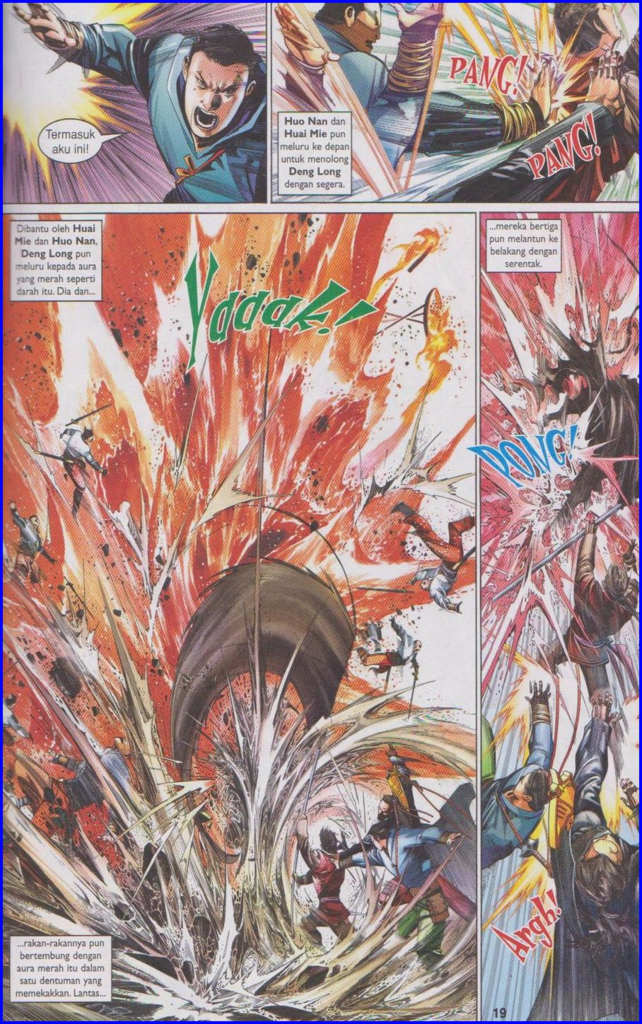 Termasuk
aku ini!
Huo Nan dan
Huai Mie pun
meluru ke depan
untuk menolong
Deng Long
dengan segera.
PANG!
PANG!
Dibantu oleh Huai
Mie dan Huo Nan,
Deng Long pun
meluru kepada aura
yang merah seperti
darah itu. Dia dan...
Ydaaak!
...rakan-rakannya pun
bertembung dengan
aura merah itu dalam
satu dentuman yang
memekakkan. Lantas...
...mereka bertiga
pun melantun ke
belakang dengan
serentak.
PONG!
Argh!
19